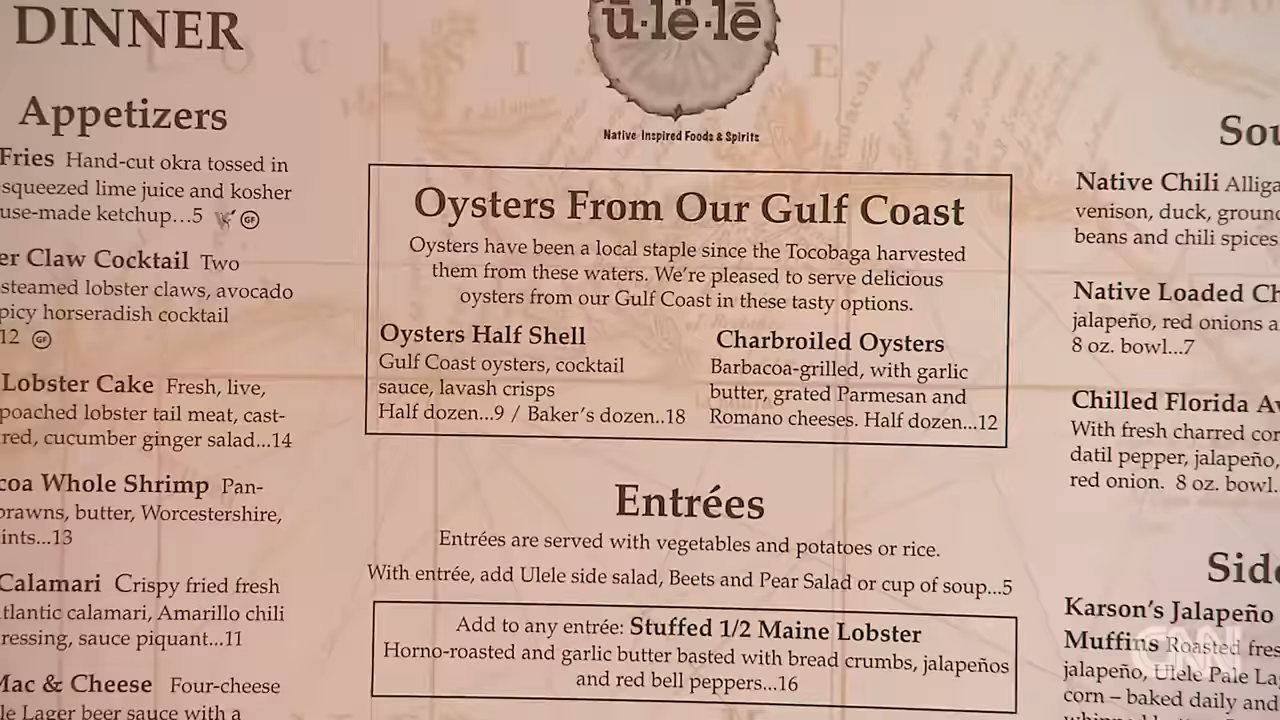 DINNER
Appetizers
Fries Hand-cut okra tossed in
squeezed lime juice and kosher
use-made ketchup...5 GF
er Claw Cocktail Two
steamed lobster claws, avocado
picy horseradish cocktail
12 GF
Lobster Cake Fresh, live,
poached lobster tail meat, cast-
red, cucumber ginger salad...14
coa Whole Shrimp Pan-
prawns, butter, Worcestershire,
ints...13
Calamari Crispy fried fresh
tlantic calamari, Amarillo chili
ressing, sauce piquant...11
Mac & Cheese Four-cheese
le Lager beer sauce with a
ū·lē·lē
Native-Inspired Foods & Spirits
Oysters From Our Gulf Coast
Oysters have been a local staple since the Tocobaga harvested
them from these waters. We're pleased to serve delicious
oysters from our Gulf Coast in these tasty options.
Oysters Half Shell
Gulf Coast oysters, cocktail
sauce, lavash crisps
Half dozen...9 / Baker's dozen..18
Charbroiled Oysters
Barbacoa-grilled, with garlic
butter, grated Parmesan and
Romano cheeses. Half dozen...12
Entrées
Entrées are served with vegetables and potatoes or rice.
With entrée, add Ulele side salad, Beets and Pear Salad or cup of soup...5
Add to any entrée: Stuffed 1/2 Maine Lobster
Horno-roasted and garlic butter basted with bread crumbs, jalapeños
and red bell peppers...16
Sou
Native Chili Alliga
venison, duck, ground
beans and chili spices
Native Loaded Ch
jalapeño, red onions a
8 oz. bowl...7
Chilled Florida Av
With fresh charred cor
datil pepper, jalapeño,
red onion. 8 oz. bowl.
Side
Karson's Jalapeño
Muffins Roasted fres
jalapeño, Ulele Pale La
corn – baked daily and
CNN